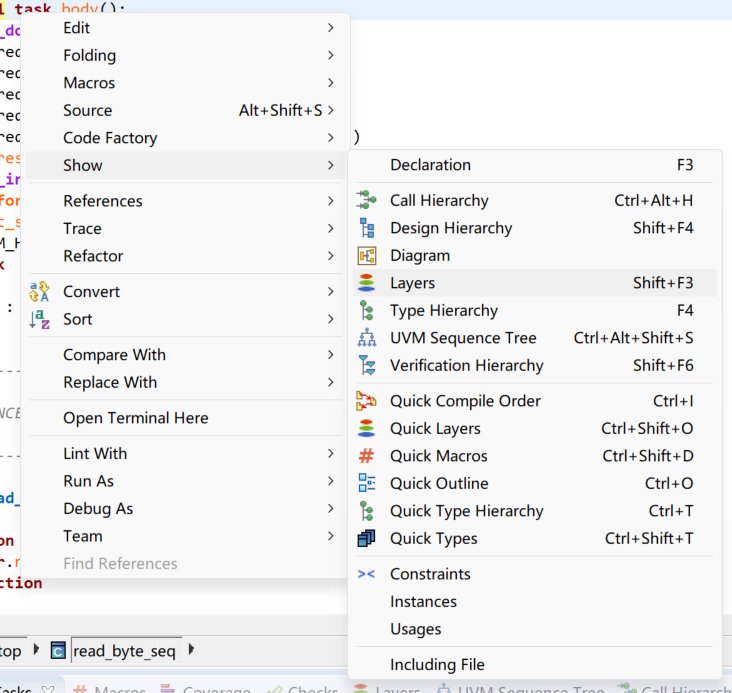 task body();
Edit
Folding
Macros
Source Alt+Shift+S
Code Factory
)
Show
References
Trace
Refactor
Convert
Sort
:
Compare With
Replace With
Open Terminal Here
Lint With
Run As
Debug As
Team
Find References
Declaration F3
Call Hierarchy Ctrl+Alt+H
Design Hierarchy Shift+F4
Diagram
Layers Shift+F3
Type Hierarchy F4
UVM Sequence Tree Ctrl+Alt+Shift+S
Verification Hierarchy Shift+F6
Quick Compile Order Ctrl+I
Quick Layers Ctrl+Shift+O
Quick Macros Ctrl+Shift+D
Quick Outline Ctrl+O
Quick Type Hierarchy Ctrl+T
Quick Types Ctrl+Shift+T
Constraints
Instances
Usages
Including File
read_byte_seq
Macros Coverage Checks Layers UVM Sequence Tree